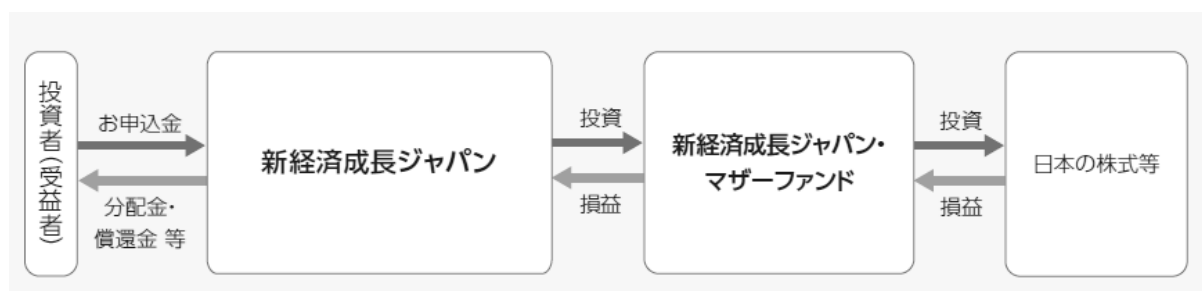 投資者(受益者)
お申込金
分配金・
償還金 等
新経済成長ジャパン
投資
損益
新経済成長ジャパン・
マザーファンド
投資
損益
日本の株式等